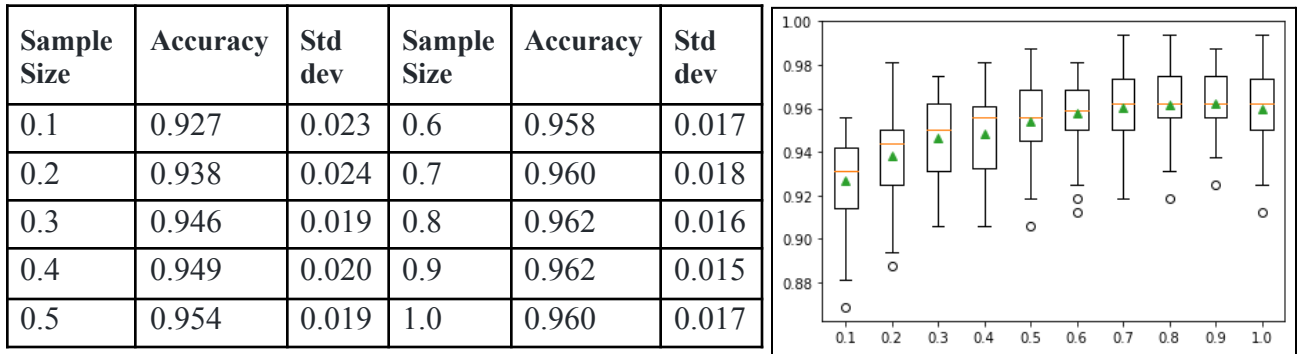 Sample Size Accuracy Std dev Sample Size Accuracy Std dev
0.1 0.927 0.023 0.6 0.958 0.017
0.2 0.938 0.024 0.7 0.960 0.018
0.3 0.946 0.019 0.8 0.962 0.016
0.4 0.949 0.020 0.9 0.962 0.015
0.5 0.954 0.019 1.0 0.960 0.017
1.00
0.98
0.96
0.94
0.92
0.90
0.88
0.1 0.2 0.3 0.4 0.5 0.6 0.7 0.8 0.9 1.0